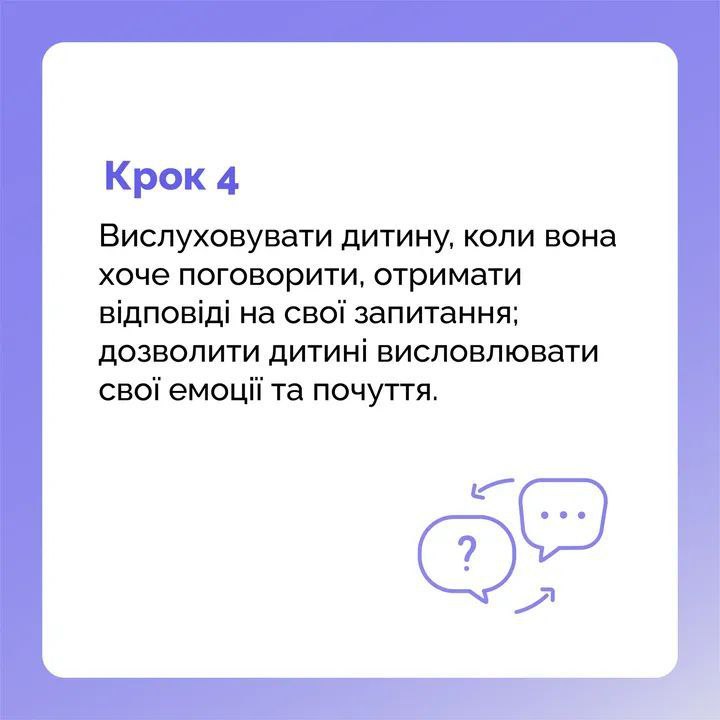 Крок 4
Вислуховувати дитину, коли вона
хоче поговорити, отримати
відповіді на свої запитання;
дозволити дитині висловлювати
свої емоції та почуття.
?